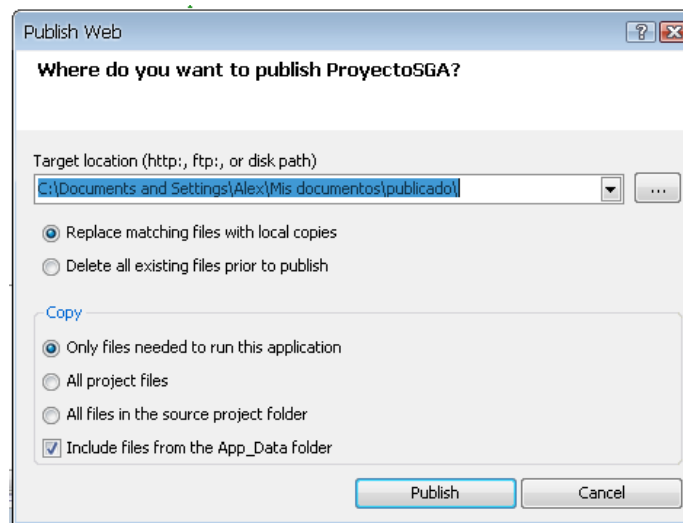 Publish Web
Where do you want to publish ProyectoSGA?
Target location (http:, ftp:, or disk path)
C:\Documents and Settings\Alex\Mis documentos\publicado\
...
Replace matching files with local copies
Delete all existing files prior to publish
Copy
Only files needed to run this application
All project files
All files in the source project folder
Include files from the App_Data folder
Publish Cancel